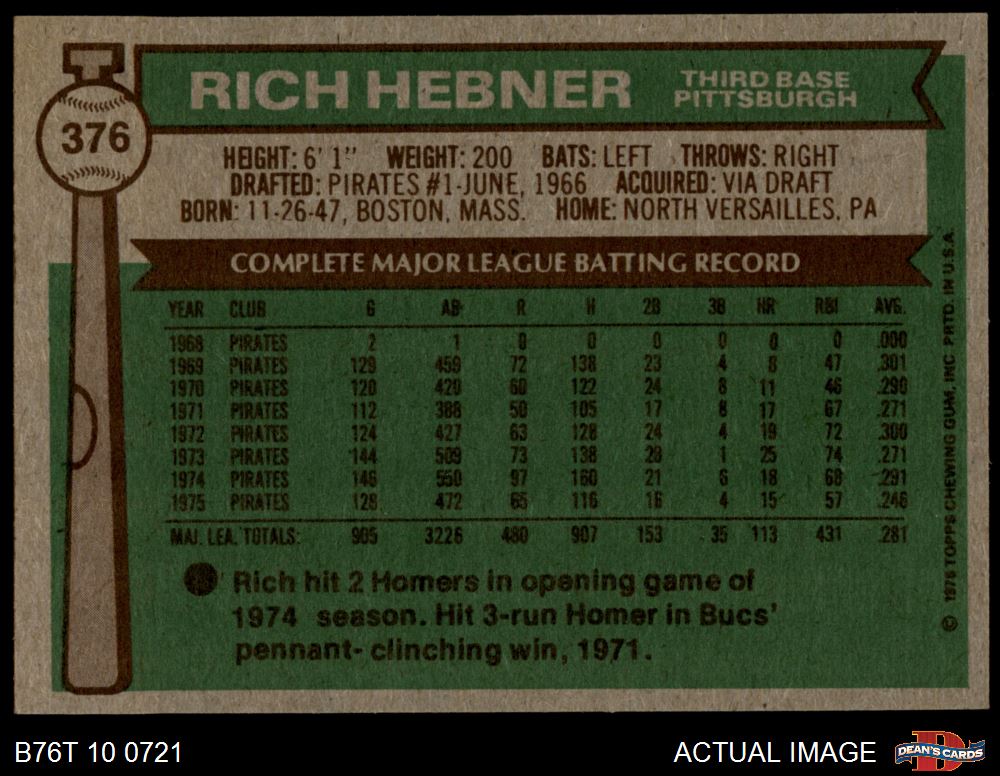 RICH HEBNER
THIRD BASE
PITTSBURGH
376
HEIGHT: 6' 1" WEIGHT: 200 BATS: LEFT THROWS: RIGHT
DRAFTED: PIRATES #1-JUNE, 1966 ACQUIRED: VIA DRAFT
BORN: 11-26-47, BOSTON, MASS. HOME: NORTH VERSAILLES, PA
COMPLETE MAJOR LEAGUE BATTING RECORD
YEAR CLUB G AB R H 2B 3B HR RBI AVG.
1968 PIRATES 2 1 0 0 0 0 0 0 .000
1969 PIRATES 129 459 72 138 23 4 8 47 .301
1970 PIRATES 120 420 60 122 24 8 11 46 .290
1971 PIRATES 112 388 50 105 17 8 17 67 .271
1972 PIRATES 124 427 63 128 24 4 19 72 .300
1973 PIRATES 144 509 73 138 28 1 25 74 .271
1974 PIRATES 146 550 97 160 21 6 18 68 .291
1975 PIRATES 128 472 65 116 16 4 15 57 .246
MAJ. LEA. TOTALS: 905 3226 480 907 153 35 113 431 .281
Rich hit 2 Homers in opening game of
1974 season. Hit 3-run Homer in Bucs'
pennant- clinching win, 1971.
© 1976 TOPPS CHEWING GUM, INC PRTD. IN U.S.A.
B76T 10 0721
ACTUAL IMAGE
DEAN'S CARDS